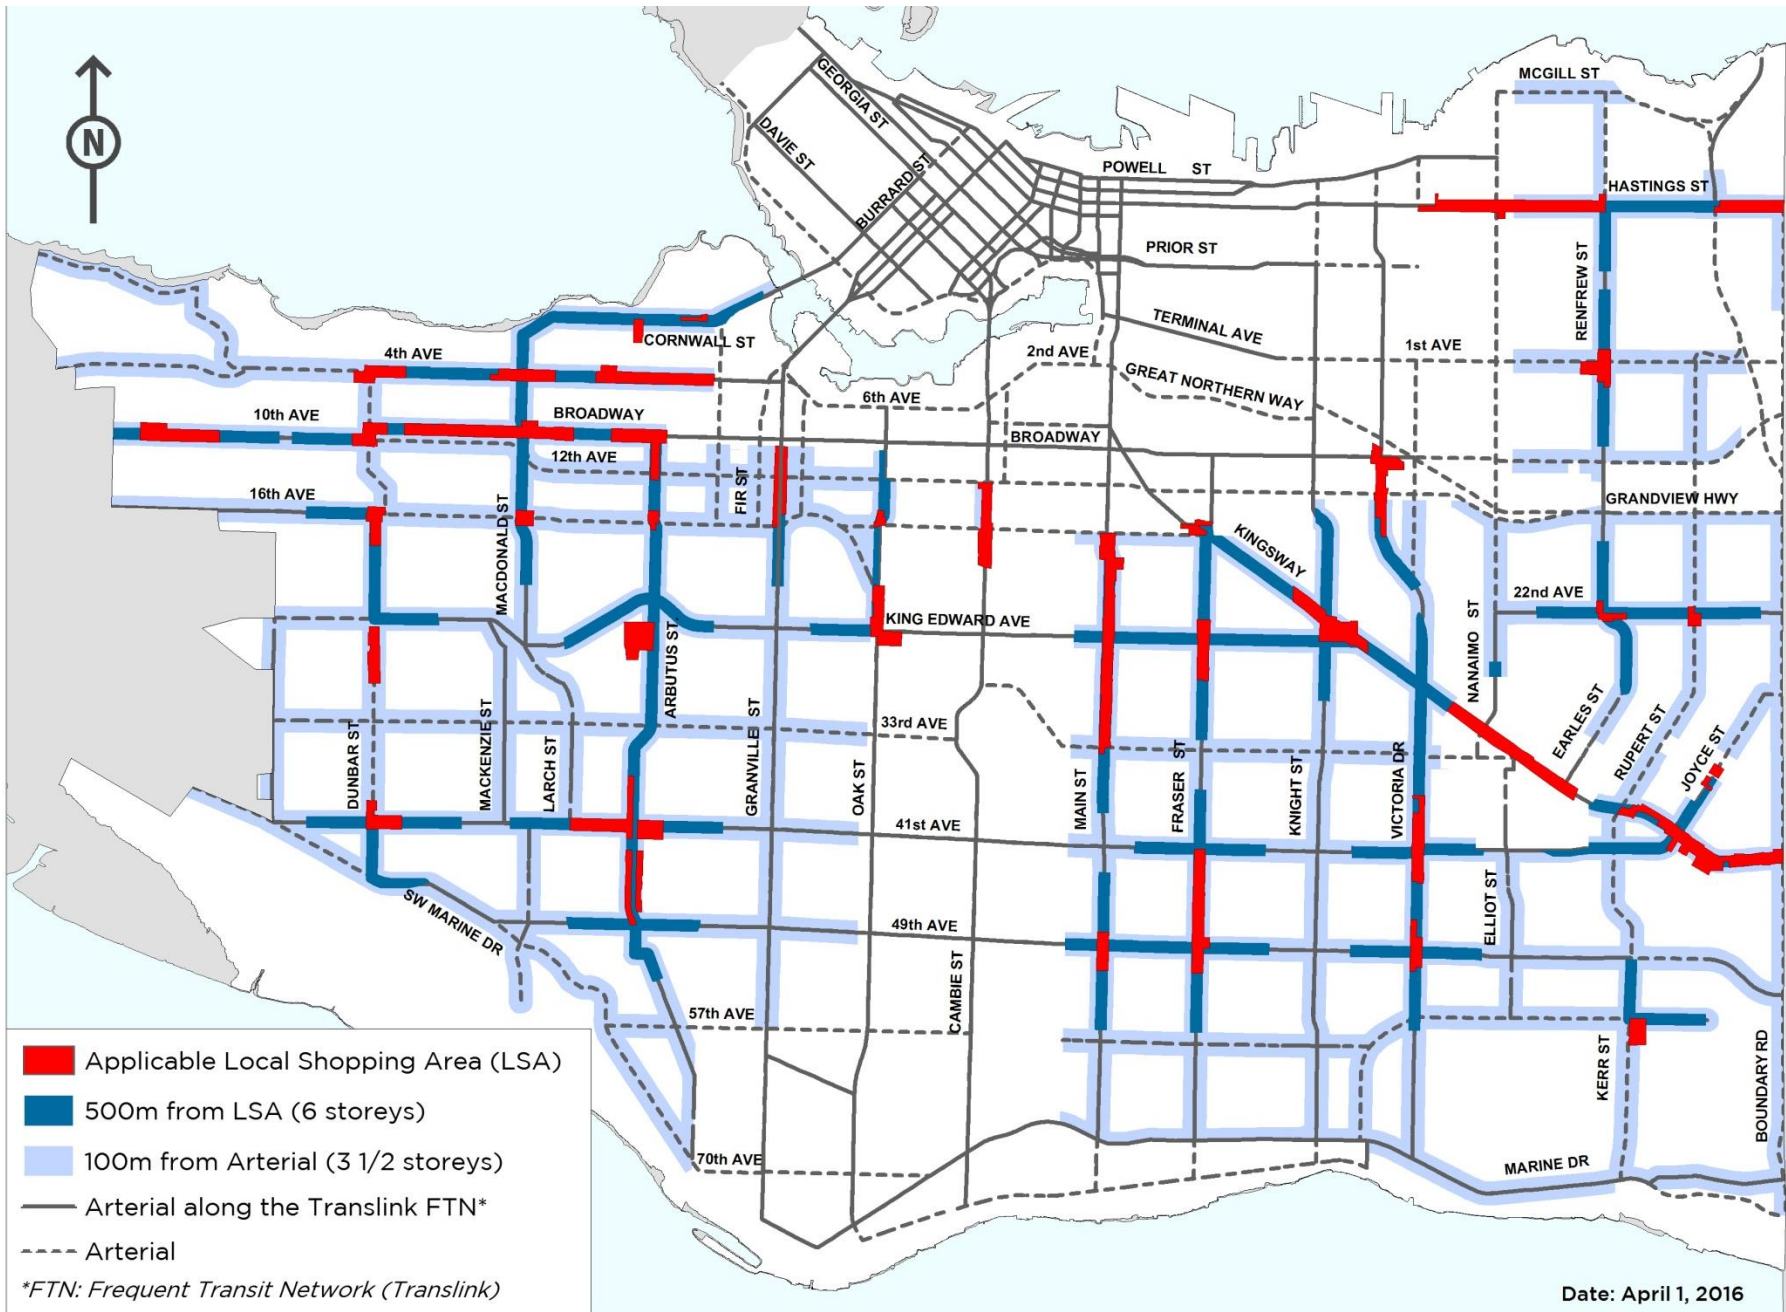 MCGILL ST
GEORGIA ST
DAVIE ST
BURRARD ST
POWELL ST
HASTINGS ST
PRIOR ST
RENFREW ST
TERMINAL AVE
CORNWALL ST
4th AVE
2nd AVE
1st AVE
GREAT NORTHERN WAY
6th AVE
10th AVE
BROADWAY
BROADWAY
12th AVE
FIR ST
16th AVE
GRANDVIEW HWY
MACDONALD ST
KINGSWAY
22nd AVE
KING EDWARD AVE
ARBUTUS ST.
NANAIMO ST
33rd AVE
EARLES ST
RUPERT ST
JOYCE ST
DUNBAR ST
MACKENZIE ST
LARCH ST
GRANVILLE ST
OAK ST
MAIN ST
FRASER ST
KNIGHT ST
VICTORIA DR
41st AVE
ELLIOT ST
SW MARINE DR
49th AVE
CAMBIE ST
57th AVE
KERR ST
BOUNDARY RD
70th AVE
MARINE DR
N
Applicable Local Shopping Area (LSA)
500m from LSA (6 storeys)
100m from Arterial (3 1/2 storeys)
Arterial along the Translink FTN*
Arterial
*FTN: Frequent Transit Network (Translink)
Date: April 1, 2016